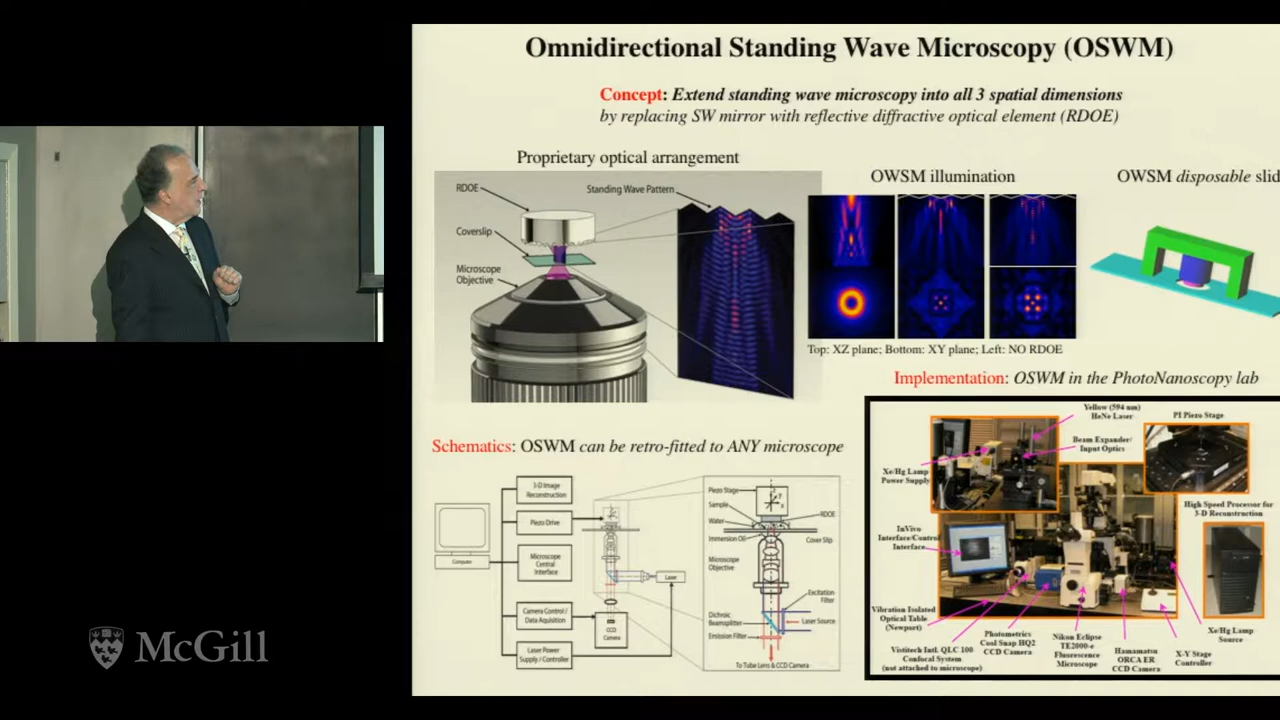 Omnidirectional Standing Wave Microscopy (OSWM)
Concept: Extend standing wave microscopy into all 3 spatial dimensions
by replacing SW mirror with reflective diffractive optical element (RDOE)
Proprietary optical arrangement
RDOE
Standing Wave Pattern
Coverslip
Microscope
Objective
OWSM illumination
Top: XZ plane; Bottom: XY plane; Left: NO RDOE
OWSM disposable slid
Schematics: OSWM can be retro-fitted to ANY microscope
Computer
3-D Image
Reconstruction
Piezo Drive
Microscope
Central
Interface
Camera Control /
Data Aquisition
Laser Power
Supply / Controller
Laser
CCD
Camera
Piezo Stage
Sample
Water
Immersion Oil
Microscope
Objective
RDOE
Cover Slip
Dichroic
Beamsplitter
Emission Filter
Excitation
Filter
Laser Source
To Tube Lens & CCD Camera
Implementation: OSWM in the PhotoNanoscopy lab
Yellow (594 nm)
HeNe Laser
Beam Expander/
Input Optics
PI Piezo Stage
Xe/Hg Lamp
Power Supply
High Speed Processor for
3-D Reconstruction
InVivo
Interface/Control
Interface
Vibration Isolated
Optical Table
(Newport)
Visitech Intl. QLC 100
Confocal System
(not attached to microscope)
Photometrics
Cool Snap HQ2
CCD Camera
Nikon Eclipse
TE2000-e
Fluorescence
Microscope
Hamamatsu
ORCA ER
CCD Camera
X-Y Stage
Controller
Xe/Hg Lamp
Source
McGill